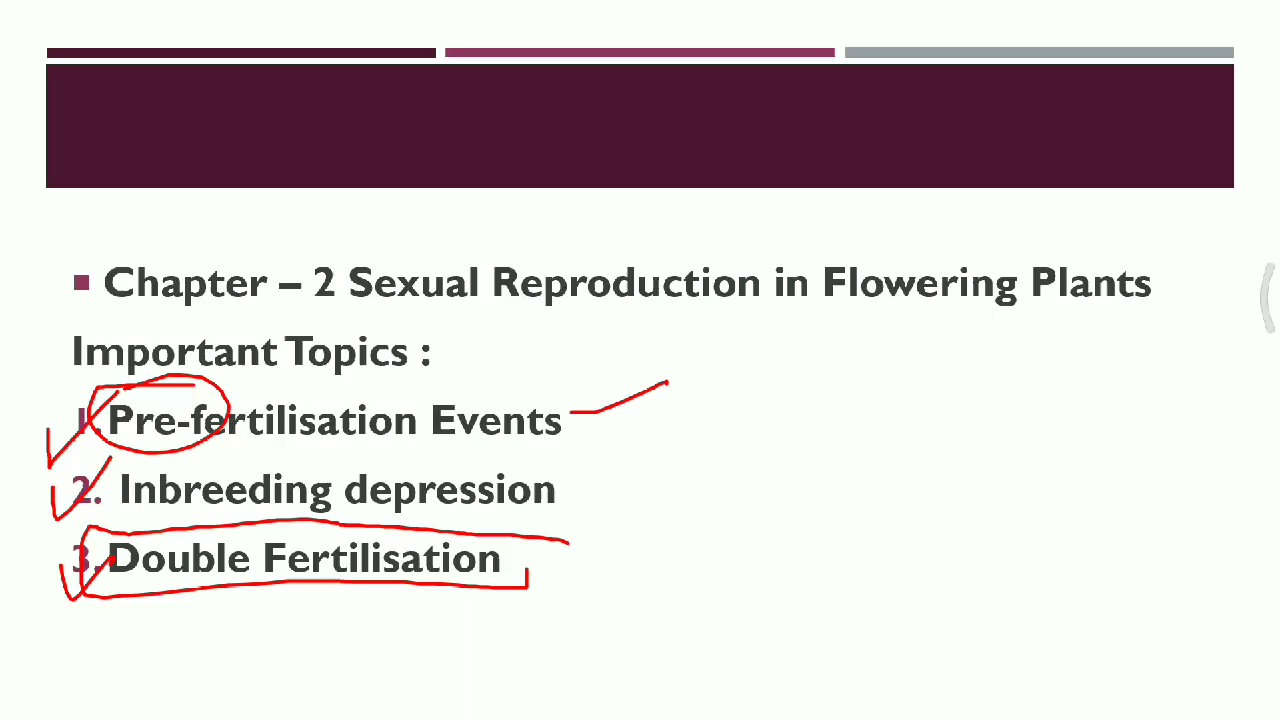 Chapter – 2 Sexual Reproduction in Flowering Plants
Important Topics :
1. Pre-fertilisation Events
2. Inbreeding depression
3. Double Fertilisation